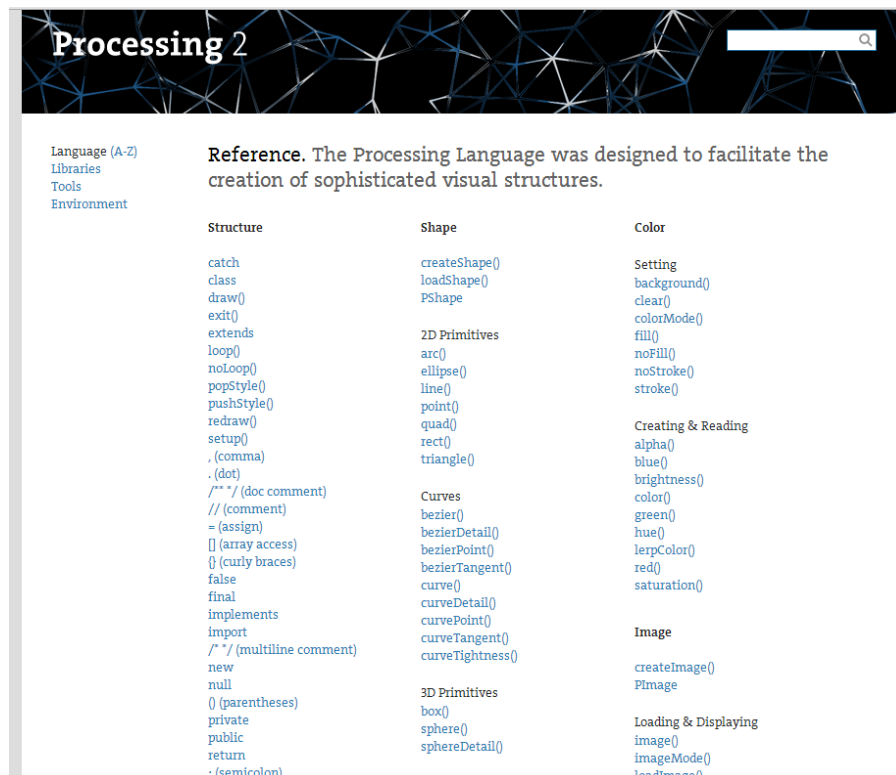 Processing 2
Language (A-Z)
Libraries
Tools
Environment
Reference. The Processing Language was designed to facilitate the
creation of sophisticated visual structures.
Structure
catch
class
draw()
exit()
extends
loop()
noLoop()
popStyle()
pushStyle()
redraw()
setup()
, (comma)
. (dot)
/** */ (doc comment)
// (comment)
= (assign)
[] (array access)
{} (curly braces)
false
final
implements
import
/* */ (multiline comment)
new
null
() (parentheses)
private
public
return
; (semicolon)
Shape
createShape()
loadShape()
PShape
2D Primitives
arc()
ellipse()
line()
point()
quad()
rect()
triangle()
Curves
bezier()
bezierDetail()
bezierPoint()
bezierTangent()
curve()
curveDetail()
curvePoint()
curveTangent()
curveTightness()
3D Primitives
box()
sphere()
sphereDetail()
Color
Setting
background()
clear()
colorMode()
fill()
noFill()
noStroke()
stroke()
Creating & Reading
alpha()
blue()
brightness()
color()
green()
hue()
lerpColor()
red()
saturation()
Image
createImage()
PImage
Loading & Displaying
image()
imageMode()
loadImage()